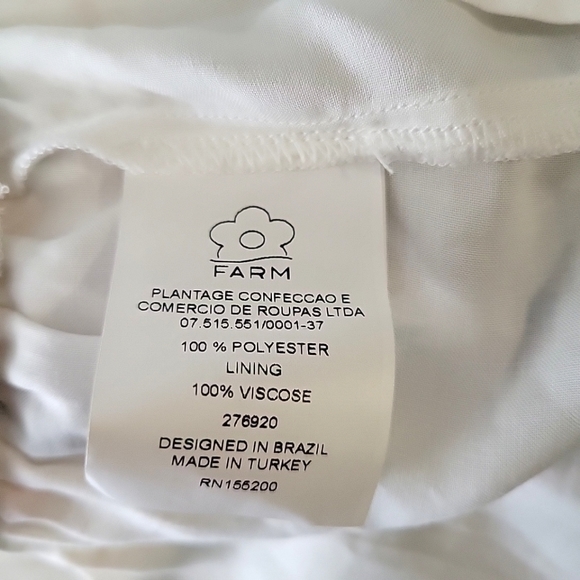 FARM
PLANTAGE CONFECCAO E
COMERCIO DE ROUPAS LTDA
07.515.551/0001-37
100 % POLYESTER
LINING
100% VISCOSE
276920
DESIGNED IN BRAZIL
MADE IN TURKEY
RN155200